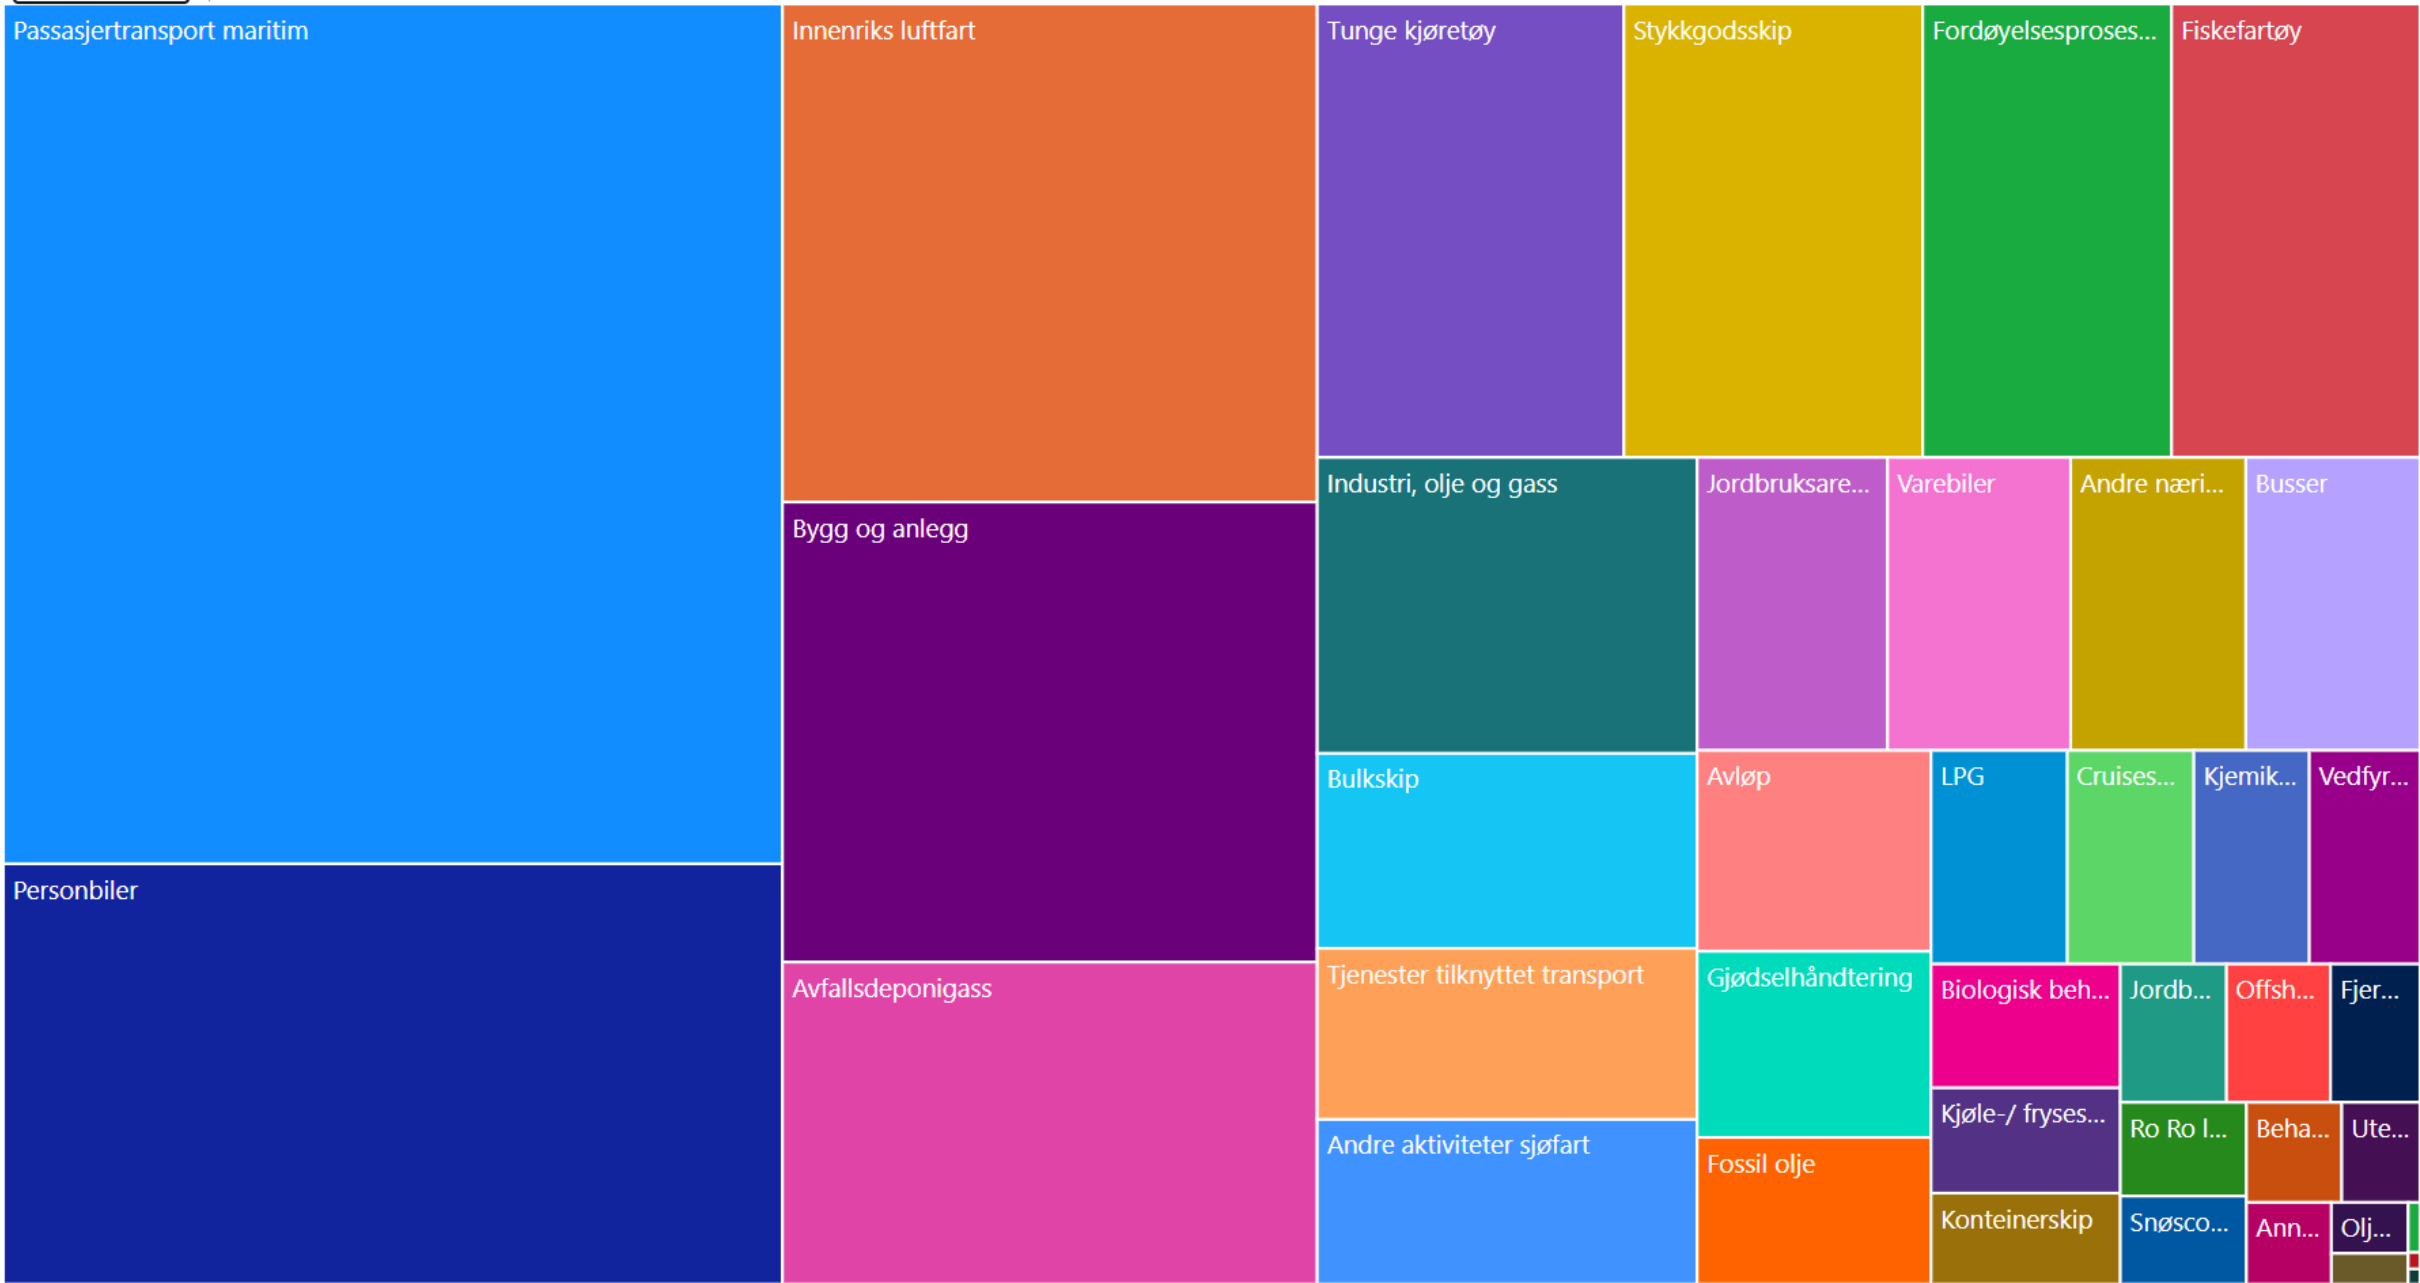 Passasjertransport maritim
Personbiler
Innenriks luftfart
Bygg og anlegg
Avfallsdeponigass
Tunge kjøretøy
Stykkgodsskip
Fordøyelsesproses...
Fiskefartøy
Industri, olje og gass
Jordbruksare...
Varebiler
Andre næri...
Busser
Bulkskip
Tjenester tilknyttet transport
Andre aktiviteter sjøfart
Avløp
Gjødselhåndtering
Fossil olje
LPG
Cruises...
Kjemik...
Vedfyr...
Biologisk beh...
Jordb...
Offsh...
Fjer...
Kjøle-/ fryses...
Konteinerskip
Ro Ro l...
Beha...
Ute...
Snøsco...
Ann...
Olj...